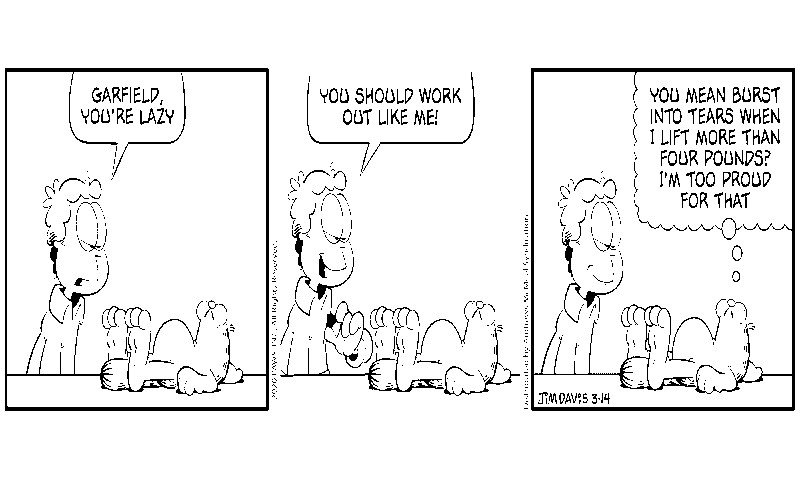 GARFIELD,
YOU'RE LAZY
YOU SHOULD WORK
OUT LIKE ME!
YOU MEAN BURST
INTO TEARS WHEN
I LIFT MORE THAN
FOUR POUNDS?
I'M TOO PROUD
FOR THAT
JIM DAVIS 3-14